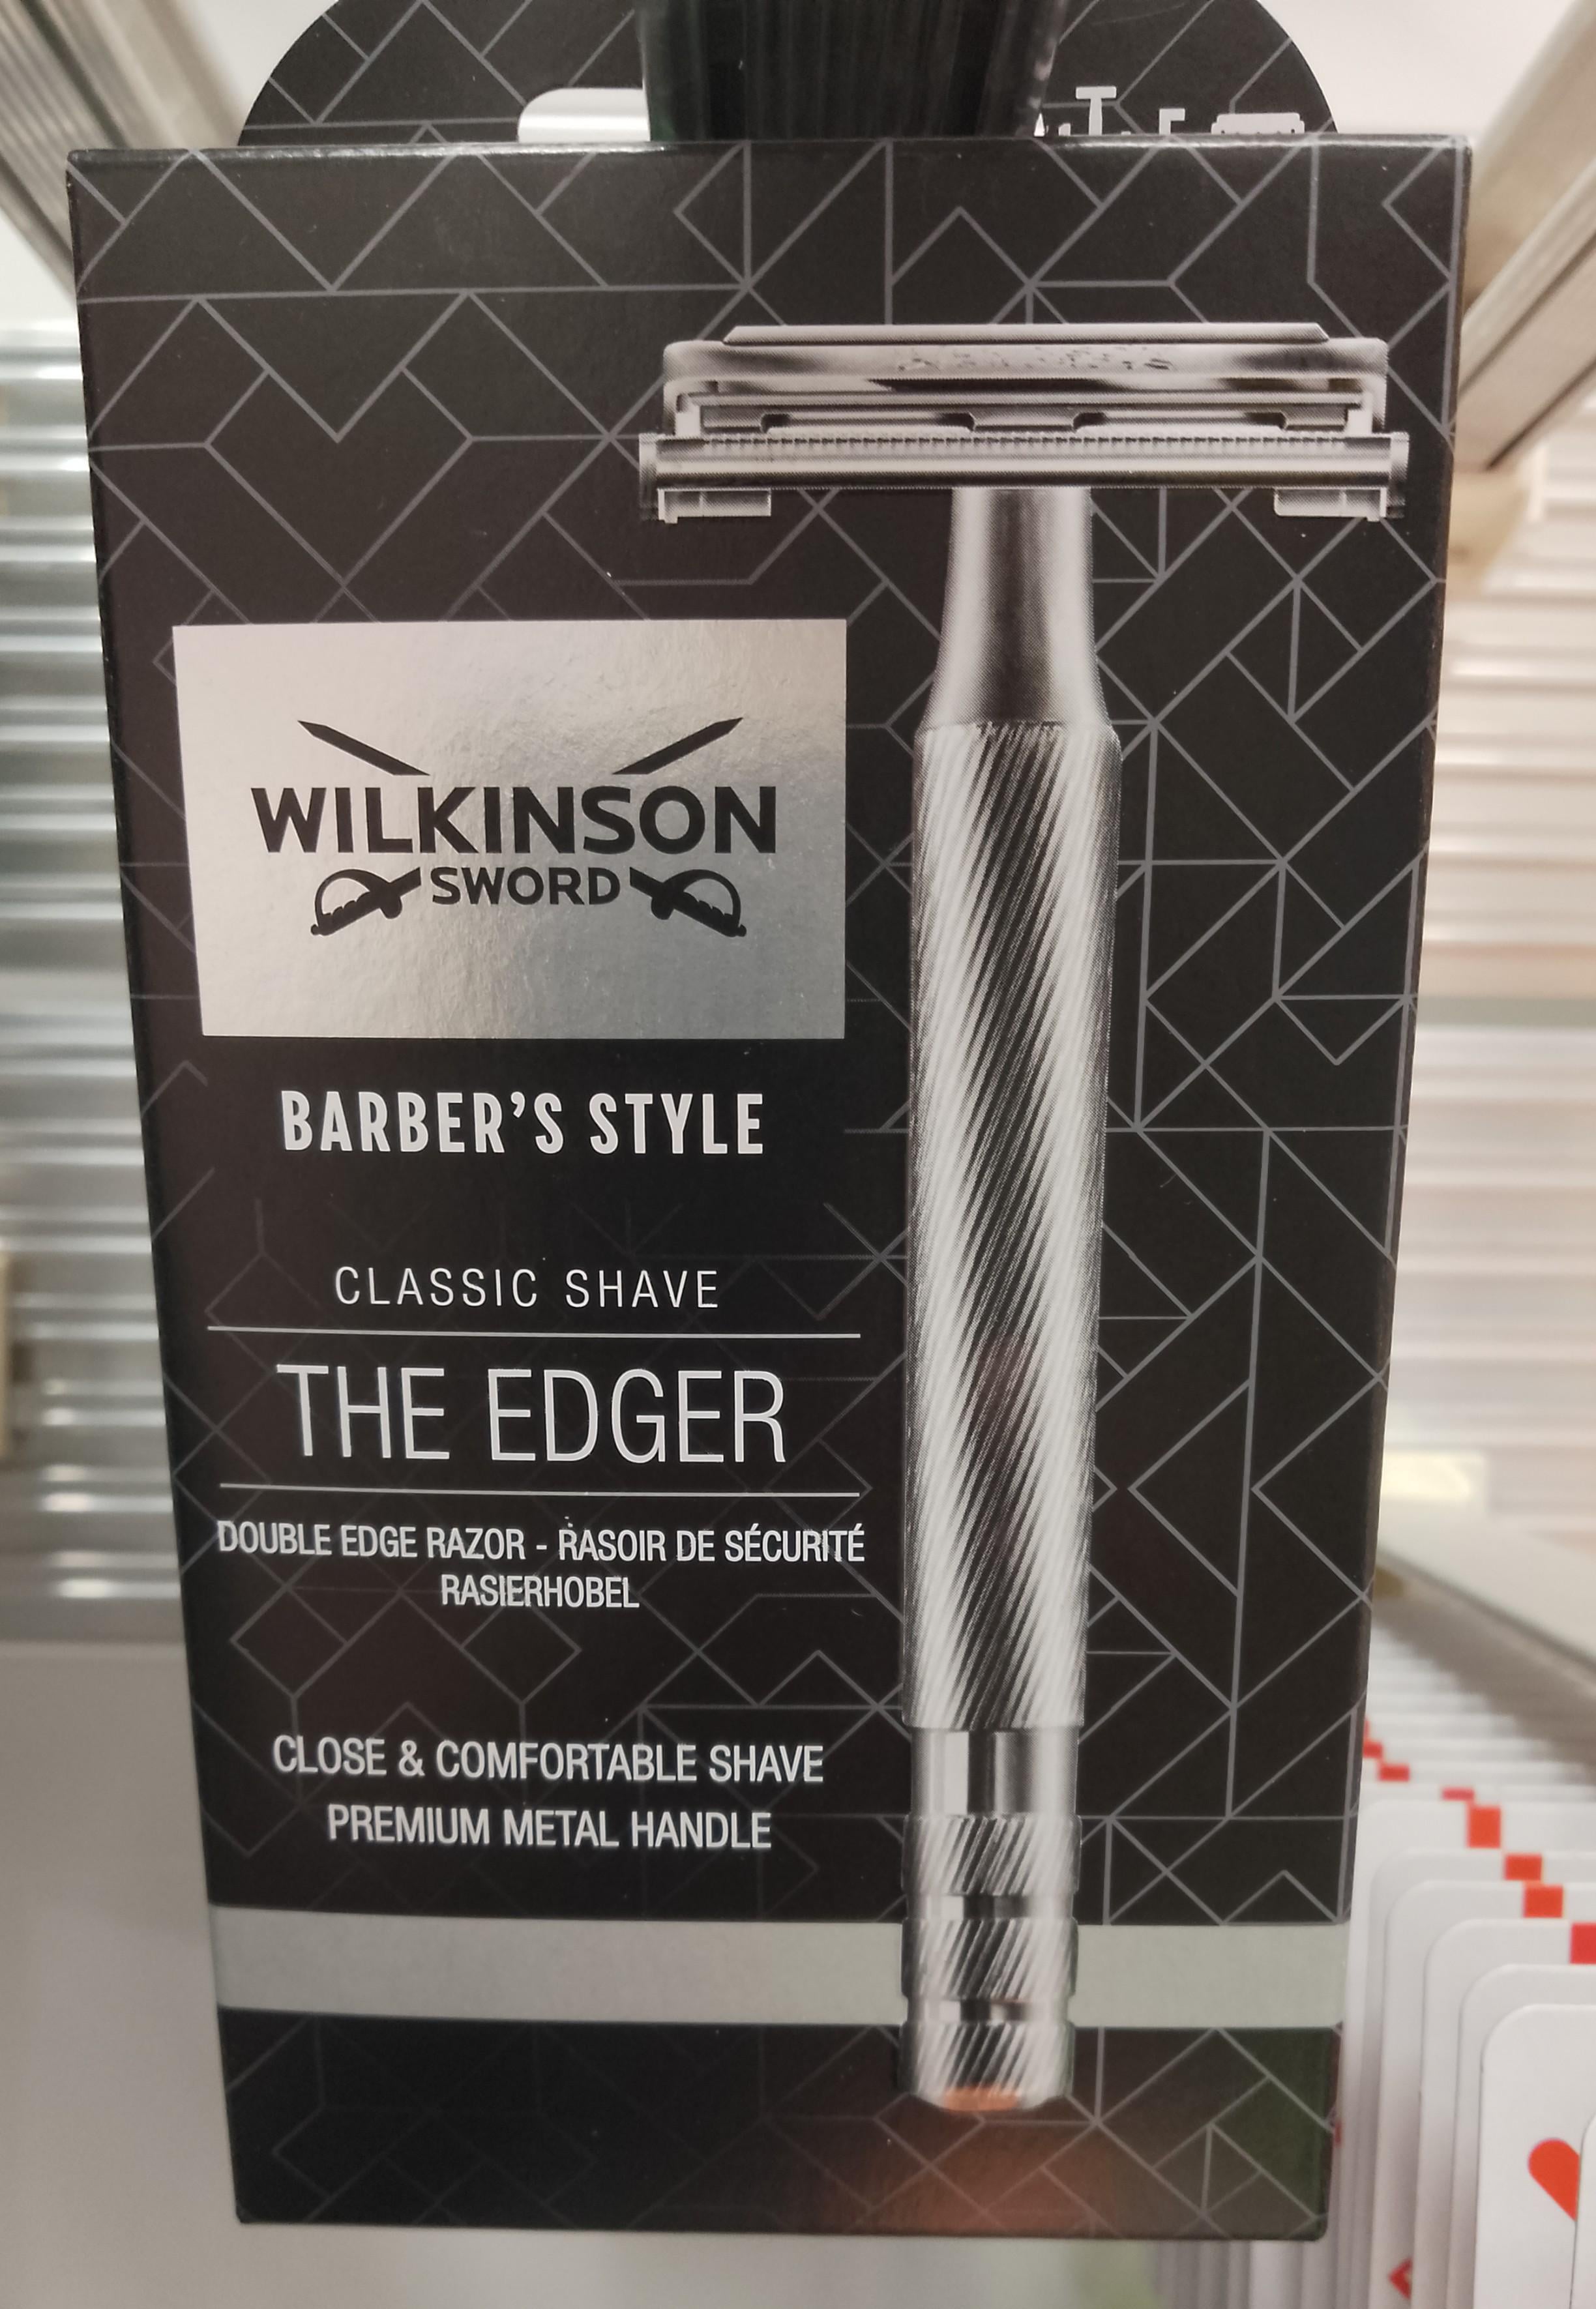 WILKINSON
SWORD
BARBER'S STYLE
CLASSIC SHAVE
THE EDGER
DOUBLE EDGE RAZOR - RASOIR DE SÉCURITÉ
RASIERHOBEL
CLOSE & COMFORTABLE SHAVE
PREMIUM METAL HANDLE